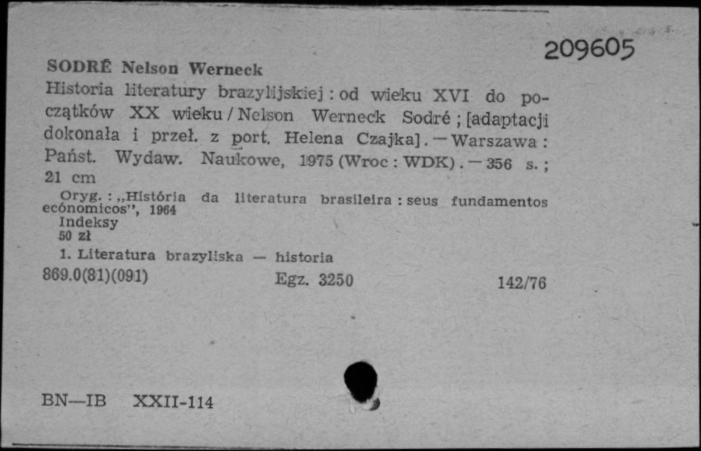 209605
SODRÉ Nelson Werneck
Historia literatury brazylijskiej : od wieku XVI do po-
czątków XX wieku / Nelson Werneck Sodré ; [adaptacji
dokonała i przeł. z port. Helena Czajka]. — Warszawa :
Państ. Wydaw. Naukowe, 1975 (Wroc : WDK). — 356 s. ;
21 cm
Oryg. : „História da literatura brasileira : seus fundamentos
ecónomicos”, 1964
Indeksy
50 zł
1. Literatura brazyliska — historia
869.0(81)(091) Egz. 3250 142/76
BN—IB XXII-114